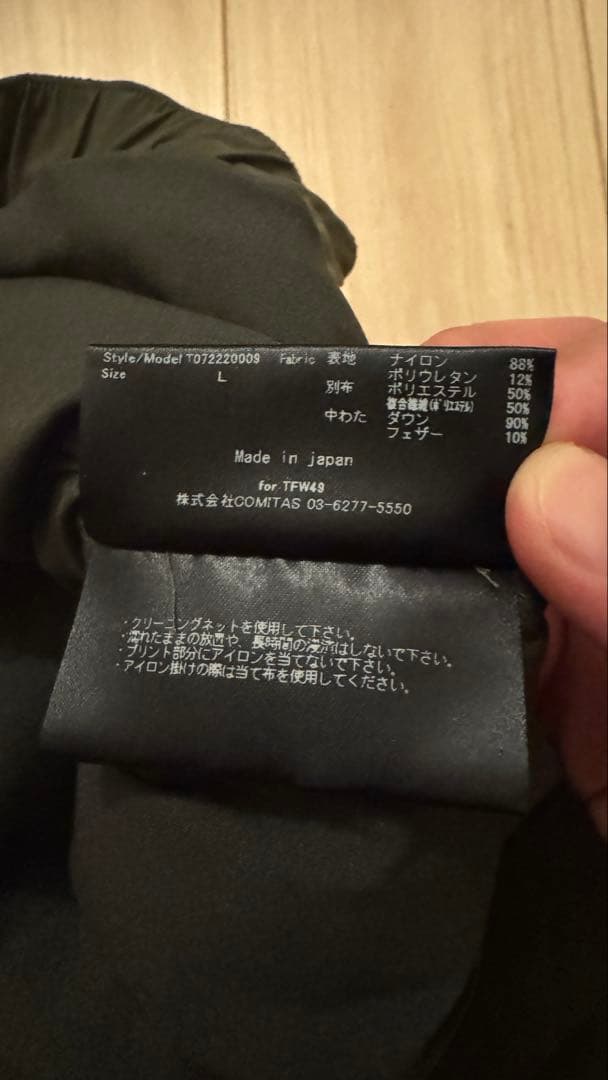 Style/Model T072220009 Fabric 表地 ナイロン 88%
Size L ポリウレタン 12%
別布 ポリエステル 50%
複合繊維(ポリエステル) 50%
中わた ダウン 90%
フェザー 10%
Made in japan
for TFW49
株式会社COMITAS 03-6277-5550
・クリーニングネットを使用して下さい。
・濡れたままの放置や、長時間の浸漬はしないで下さい。
・プリント部分にアイロンを当てないで下さい。
・アイロン掛けの際は当て布を使用してください。